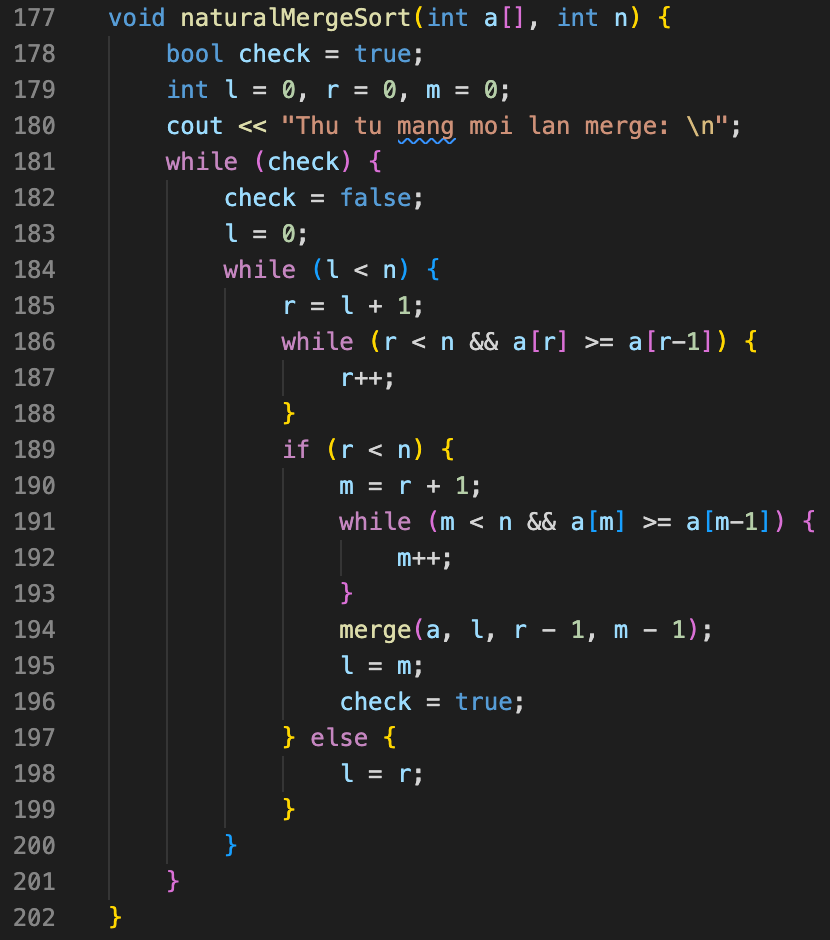 177 void naturalMergeSort(int a[], int n) {
178     bool check = true;
179     int l = 0, r = 0, m = 0;
180     cout << "Thu tu mang moi lan merge: \n";
181     while (check) {
182         check = false;
183         l = 0;
184         while (l < n) {
185             r = l + 1;
186             while (r < n && a[r] >= a[r-1]) {
187                 r++;
188             }
189             if (r < n) {
190                 m = r + 1;
191                 while (m < n && a[m] >= a[m-1]) {
192                     m++;
193                 }
194                 merge(a, l, r - 1, m - 1);
195                 l = m;
196                 check = true;
197             } else {
198                 l = r;
199             }
200         }
201     }
202 }